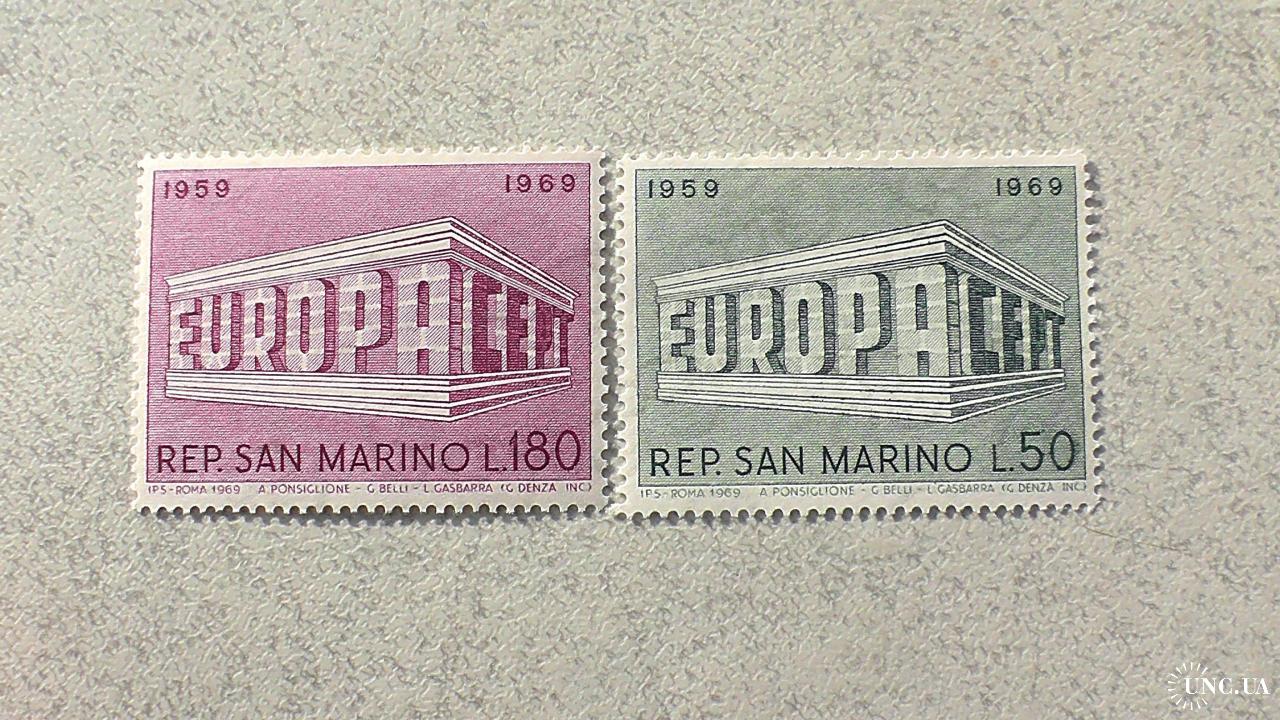 1959 1969
EUROPA CEPT
REP. SAN MARINO L.180
IPS-ROMA 1969 A PONSIGLIONE - G BELLI - L GASBARRA (G DENZA INC)
1959 1969
EUROPA CEPT
REP. SAN MARINO L.50
IPS-ROMA 1969 A PONSIGLIONE - G BELLI - L GASBARRA (G DENZA INC)
UNC.UA